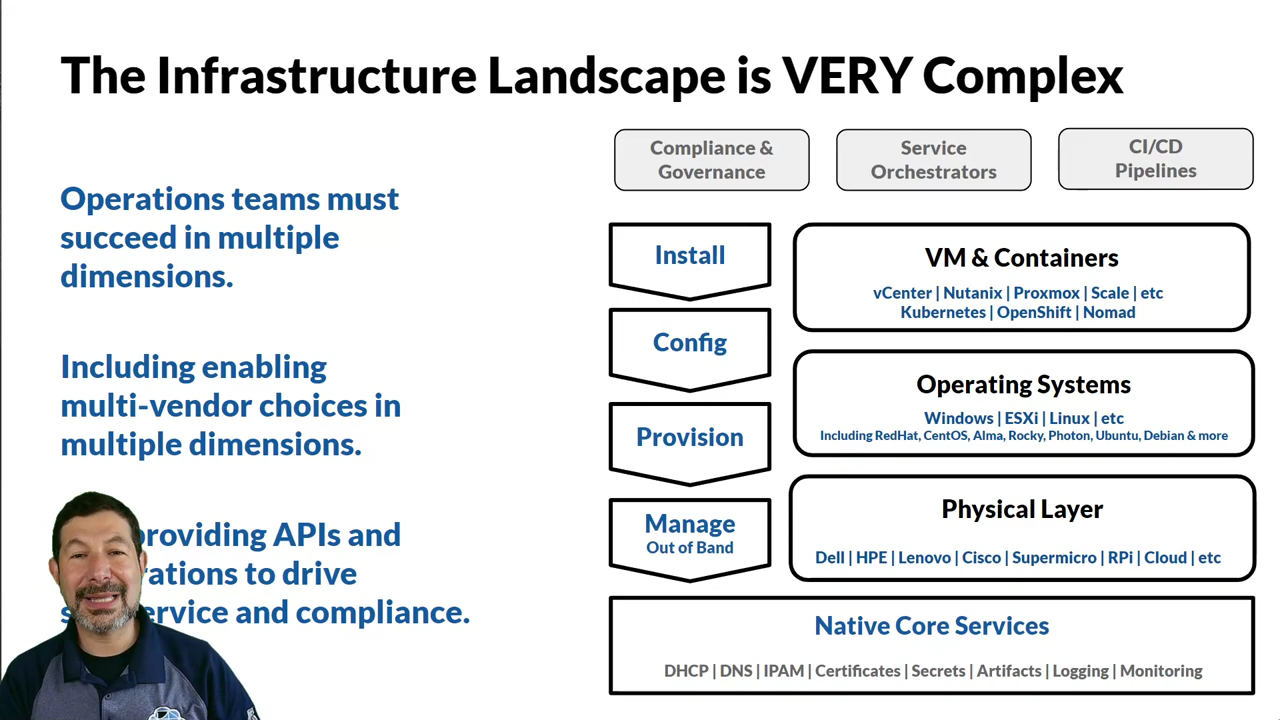 The Infrastructure Landscape is VERY Complex
Operations teams must
succeed in multiple
dimensions.
Including enabling
multi-vendor choices in
multiple dimensions.
providing APIs and
to drive
and compliance.
Compliance &
Governance
Service
Orchestrators
CI/CD
Pipelines
Install
Config
Provision
Manage
Out of Band
VM & Containers
vCenter | Nutanix | Proxmox | Scale | etc
Kubernetes | OpenShift | Nomad
Operating Systems
Windows | ESXi | Linux | etc
Including RedHat, CentOS, Alma, Rocky, Photon, Ubuntu, Debian & more
Physical Layer
Dell | HPE | Lenovo | Cisco | Supermicro | RPi | Cloud | etc
Native Core Services
DHCP | DNS | IPAM | Certificates | Secrets | Artifacts | Logging | Monitoring